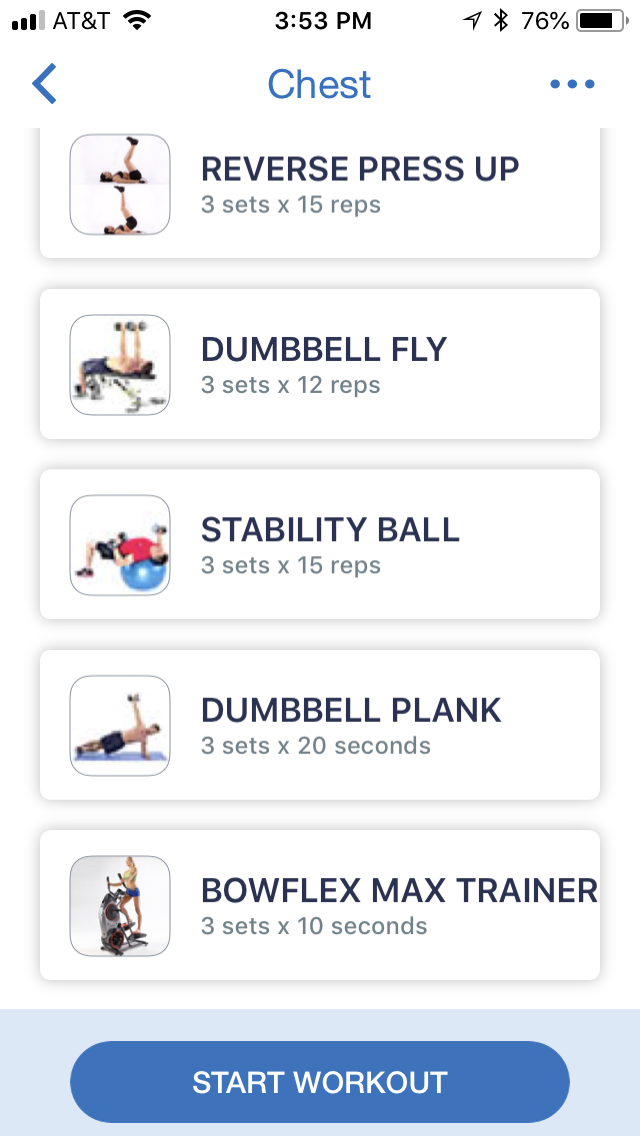 AT&T 3:53 PM 76%
Chest
REVERSE PRESS UP
3 sets x 15 reps
DUMBBELL FLY
3 sets x 12 reps
STABILITY BALL
3 sets x 15 reps
DUMBBELL PLANK
3 sets x 20 seconds
BOWFLEX MAX TRAINER
3 sets x 10 seconds
START WORKOUT